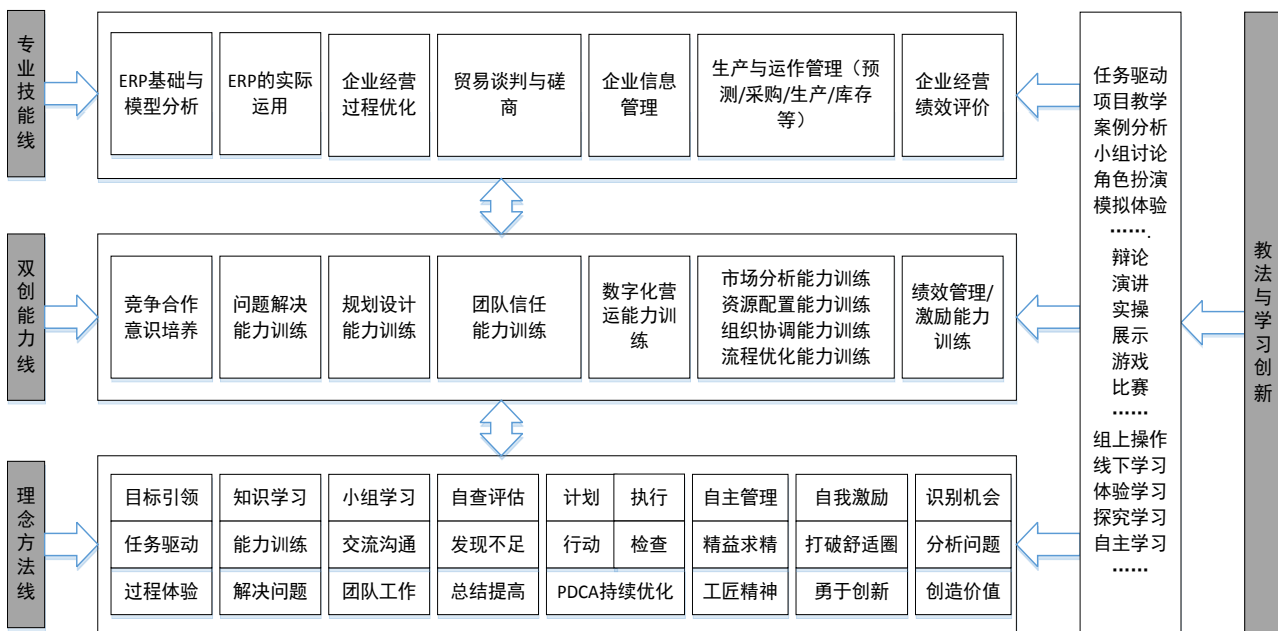 专业技能线
ERP基础与
模型分析
ERP的实际
运用
企业经营
过程优化
贸易谈判与磋
商
企业信息
管理
生产与运作管理（预
测/采购/生产/库存
等）
企业经营
绩效评价
双创能力线
竞争合作
意识培养
问题解决
能力训练
规划设计
能力训练
团队信任
能力训练
数字化营
运能力训
练
市场分析能力训练
资源配置能力训练
组织协调能力训练
流程优化能力训练
绩效管理/
激励能力
训练
理念方法线
目标引领
任务驱动
过程体验
知识学习
能力训练
解决问题
小组学习
交流沟通
团队工作
自查评估
发现不足
总结提高
计划
执行
行动
检查
PDCA持续优化
自主管理
精益求精
工匠精神
自我激励
打破舒适圈
勇于创新
识别机会
分析问题
创造价值
任务驱动
项目教学
案例分析
小组讨论
角色扮演
模拟体验
…….
辩论
演讲
实操
展示
游戏
比赛
……
组上操作
线下学习
体验学习
探究学习
自主学习
……
教法与学习创新